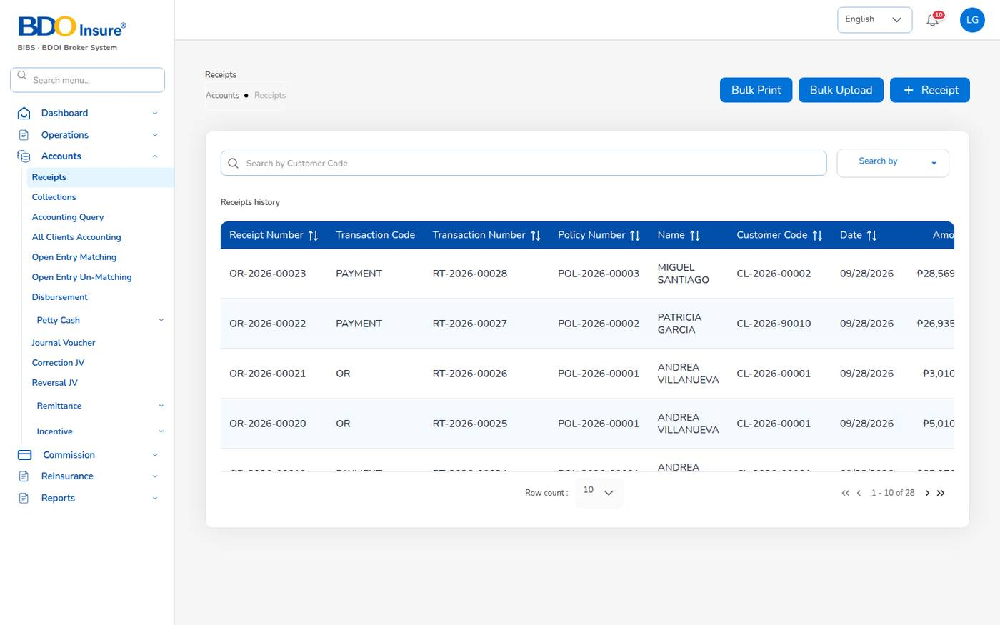 BDO Insure®
BIBS - BDOI Broker System
Search menu...
Dashboard
Operations
Accounts
Receipts
Collections
Accounting Query
All Clients Accounting
Open Entry Matching
Open Entry Un-Matching
Disbursement
Petty Cash
Journal Voucher
Correction JV
Reversal JV
Remittance
Incentive
Commission
Reinsurance
Reports
English
10
LG
Receipts
Accounts • Receipts
Bulk Print
Bulk Upload
+ Receipt
Search by Customer Code
Search by
Receipts history
Receipt Number Transaction Code Transaction Number Policy Number Name Customer Code Date Amo
OR-2026-00023 PAYMENT RT-2026-00028 POL-2026-00003 MIGUEL SANTIAGO CL-2026-00002 09/28/2026 ₱28,569
OR-2026-00022 PAYMENT RT-2026-00027 POL-2026-00002 PATRICIA GARCIA CL-2026-90010 09/28/2026 ₱26,935
OR-2026-00021 OR RT-2026-00026 POL-2026-00001 ANDREA VILLANUEVA CL-2026-00001 09/28/2026 ₱3,010
OR-2026-00020 OR RT-2026-00025 POL-2026-00001 ANDREA VILLANUEVA CL-2026-00001 09/28/2026 ₱5,010
ANDREA
Row count : 10
1 - 10 of 28